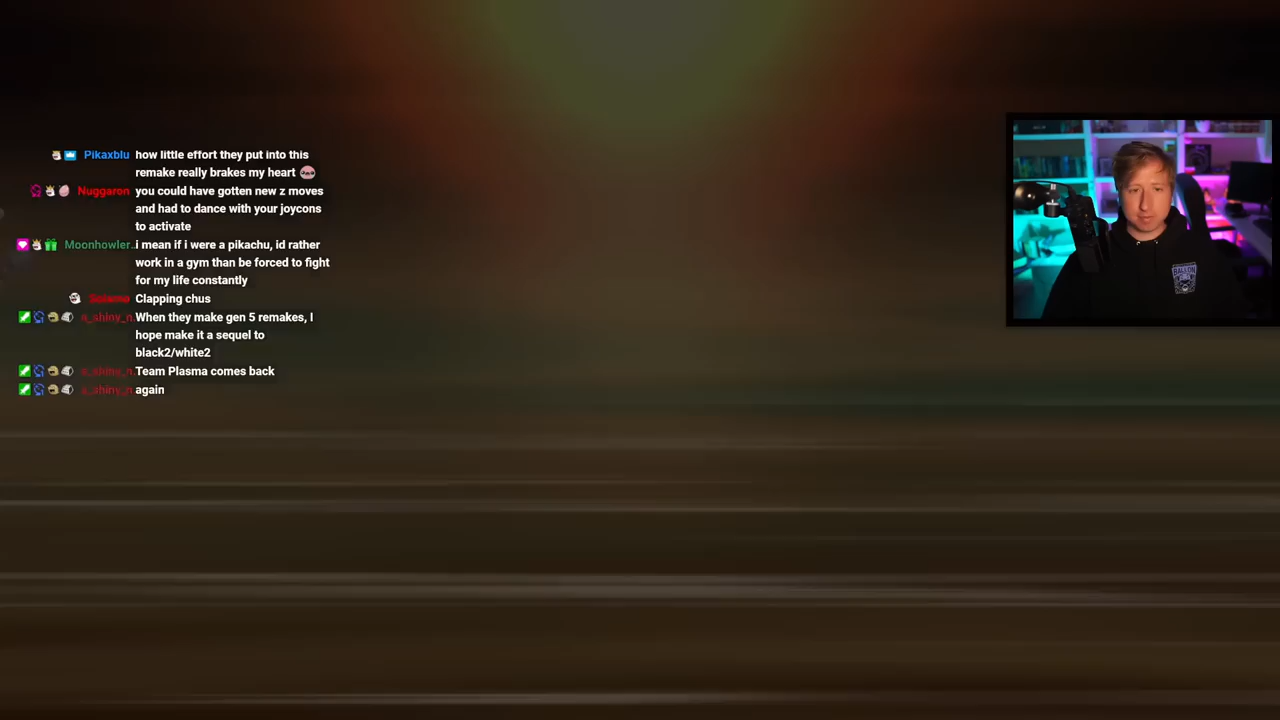 Pikaxblu how little effort they put into this
remake really brakes my heart
Nuggaron you could have gotten new z moves
and had to dance with your joycons
to activate
Moonhowler.. i mean if i were a pikachu, id rather
work in a gym than be forced to fight
for my life constantly
Clapping chus
When they make gen 5 remakes, I
hope make it a sequel to
black2/white2
Team Plasma comes back
again